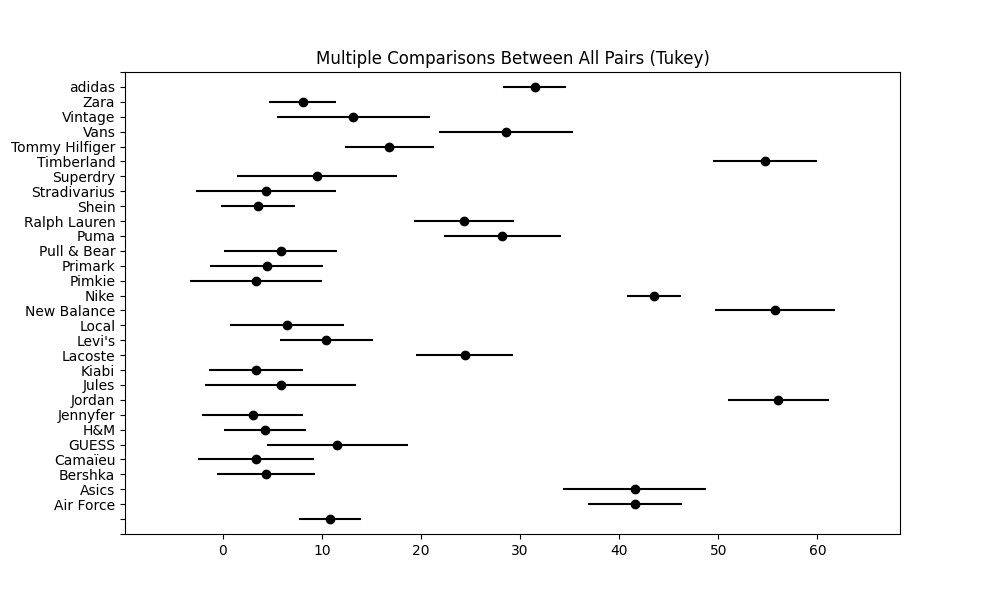 Multiple Comparisons Between All Pairs (Tukey)
adidas
Zara
Vintage
Vans
Tommy Hilfiger
Timberland
Superdry
Stradivarius
Shein
Ralph Lauren
Puma
Pull & Bear
Primark
Pimkie
Nike
New Balance
Local
Levi's
Lacoste
Kiabi
Jules
Jordan
Jennyfer
H&M
GUESS
Camaïeu
Bershka
Asics
Air Force
0 10 20 30 40 50 60